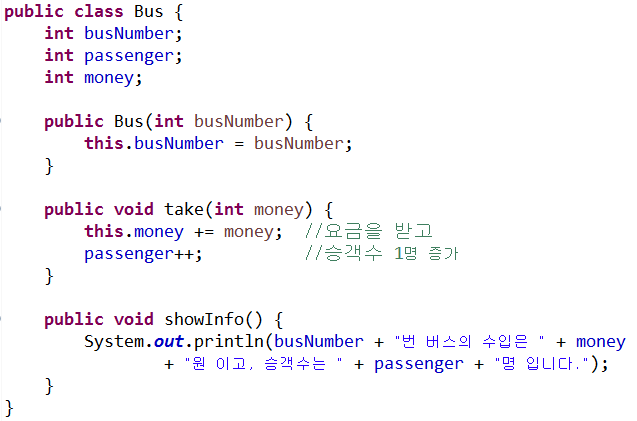 public class Bus {
    int busNumber;
    int passenger;
    int money;
    public Bus(int busNumber) {
        this.busNumber = busNumber;
    }
    public void take(int money) {
        this.money += money;  //요금을 받고
        passenger++;          //승객수 1명 증가
    }
    public void showInfo() {
        System.out.println(busNumber + "번 버스의 수입은 " + money
                + "원 이고, 승객수는 " + passenger + "명 입니다.");
    }
}